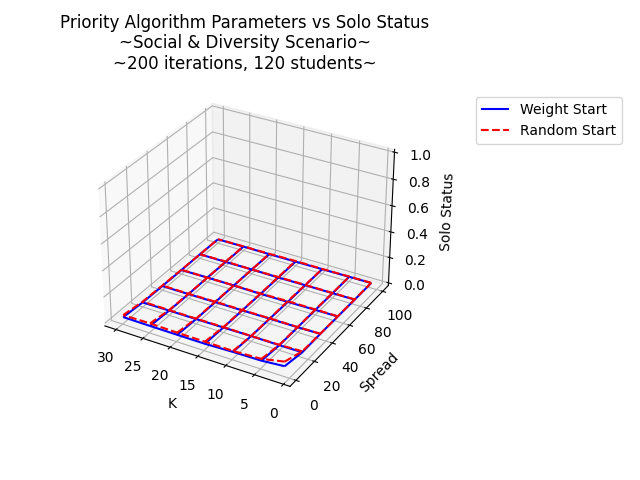 Priority Algorithm Parameters vs Solo Status
~Social & Diversity Scenario~
~200 iterations, 120 students~
Weight Start
Random Start
1.0
0.8
0.6
0.4
0.2
0.0
Solo Status
30
25
20
15
10
5
0
K
0
20
40
60
80
100
Spread